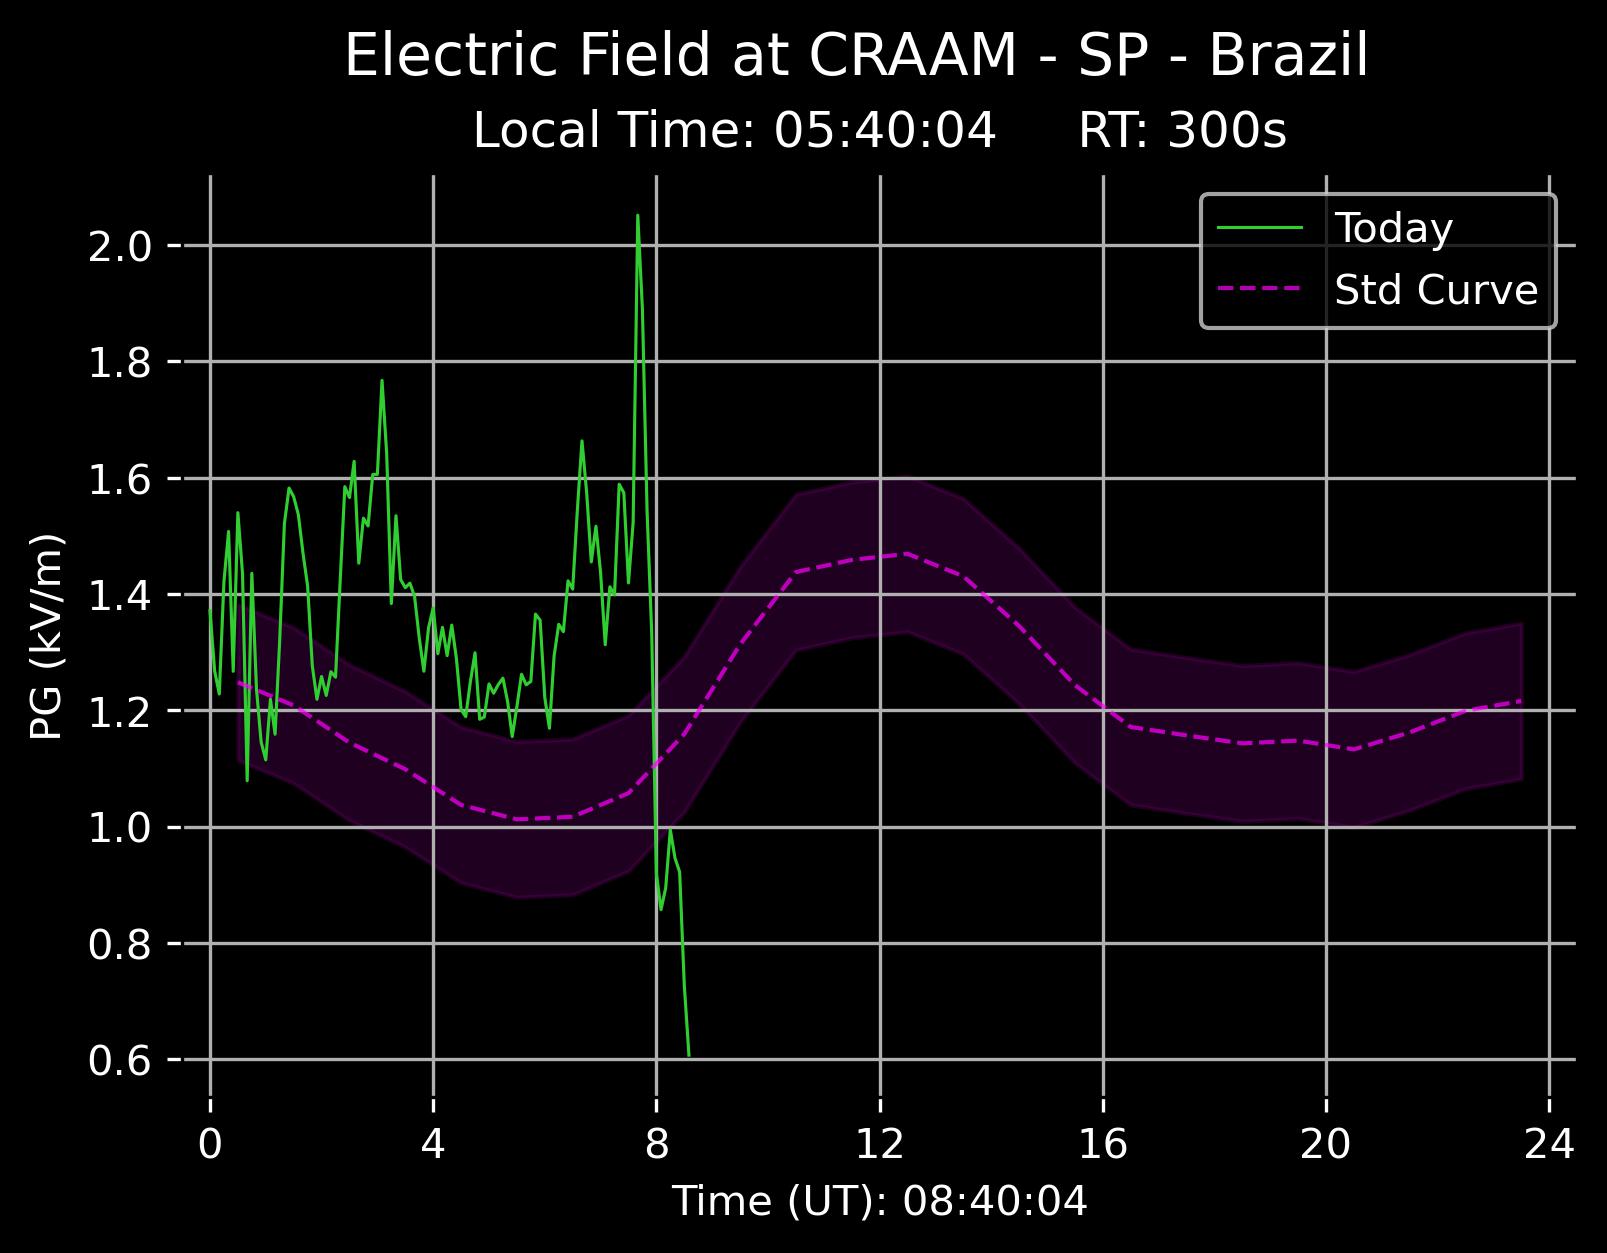 Electric Field at CRAAM - SP - Brazil
Local Time: 05:40:04 RT: 300s
Today
Std Curve
2.0
1.8
1.6
1.4
1.2
1.0
0.8
0.6
PG (kV/m)
0 4 8 12 16 20 24
Time (UT): 08:40:04